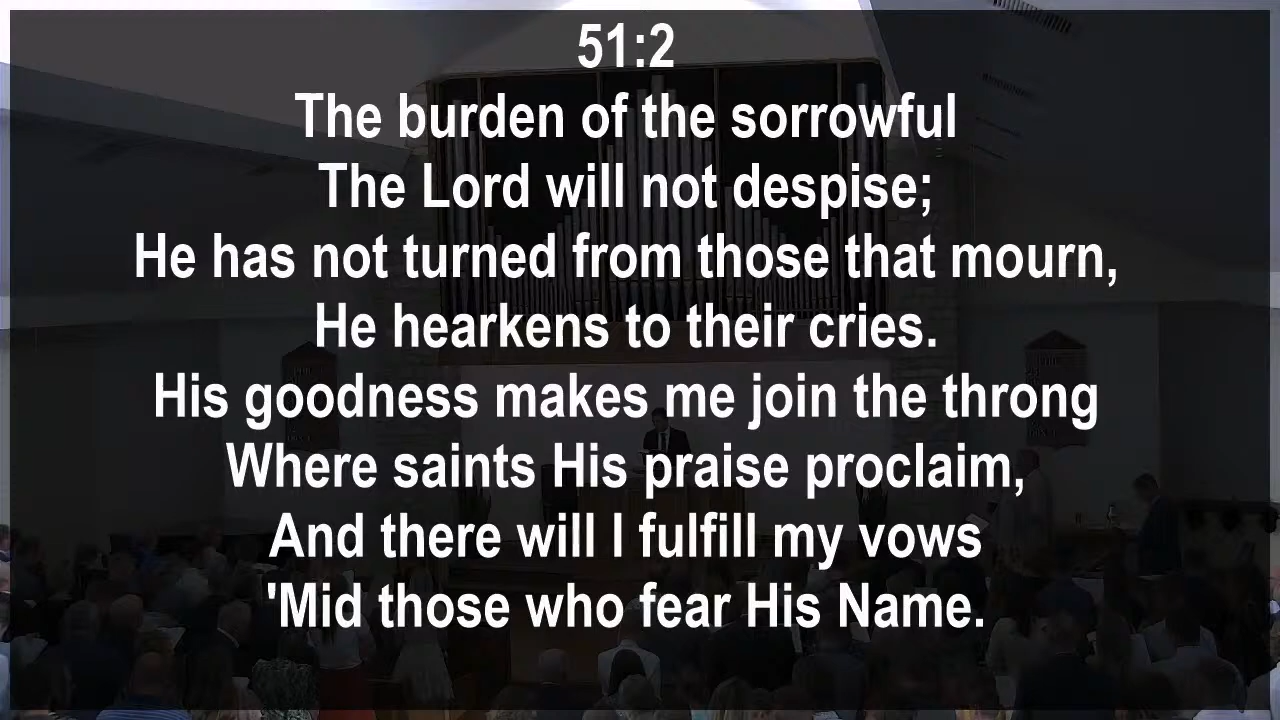 51:2
The burden of the sorrowful
The Lord will not despise;
He has not turned from those that mourn,
He hearkens to their cries.
His goodness makes me join the throng
Where saints His praise proclaim,
And there will I fulfill my vows
'Mid those who fear His Name.